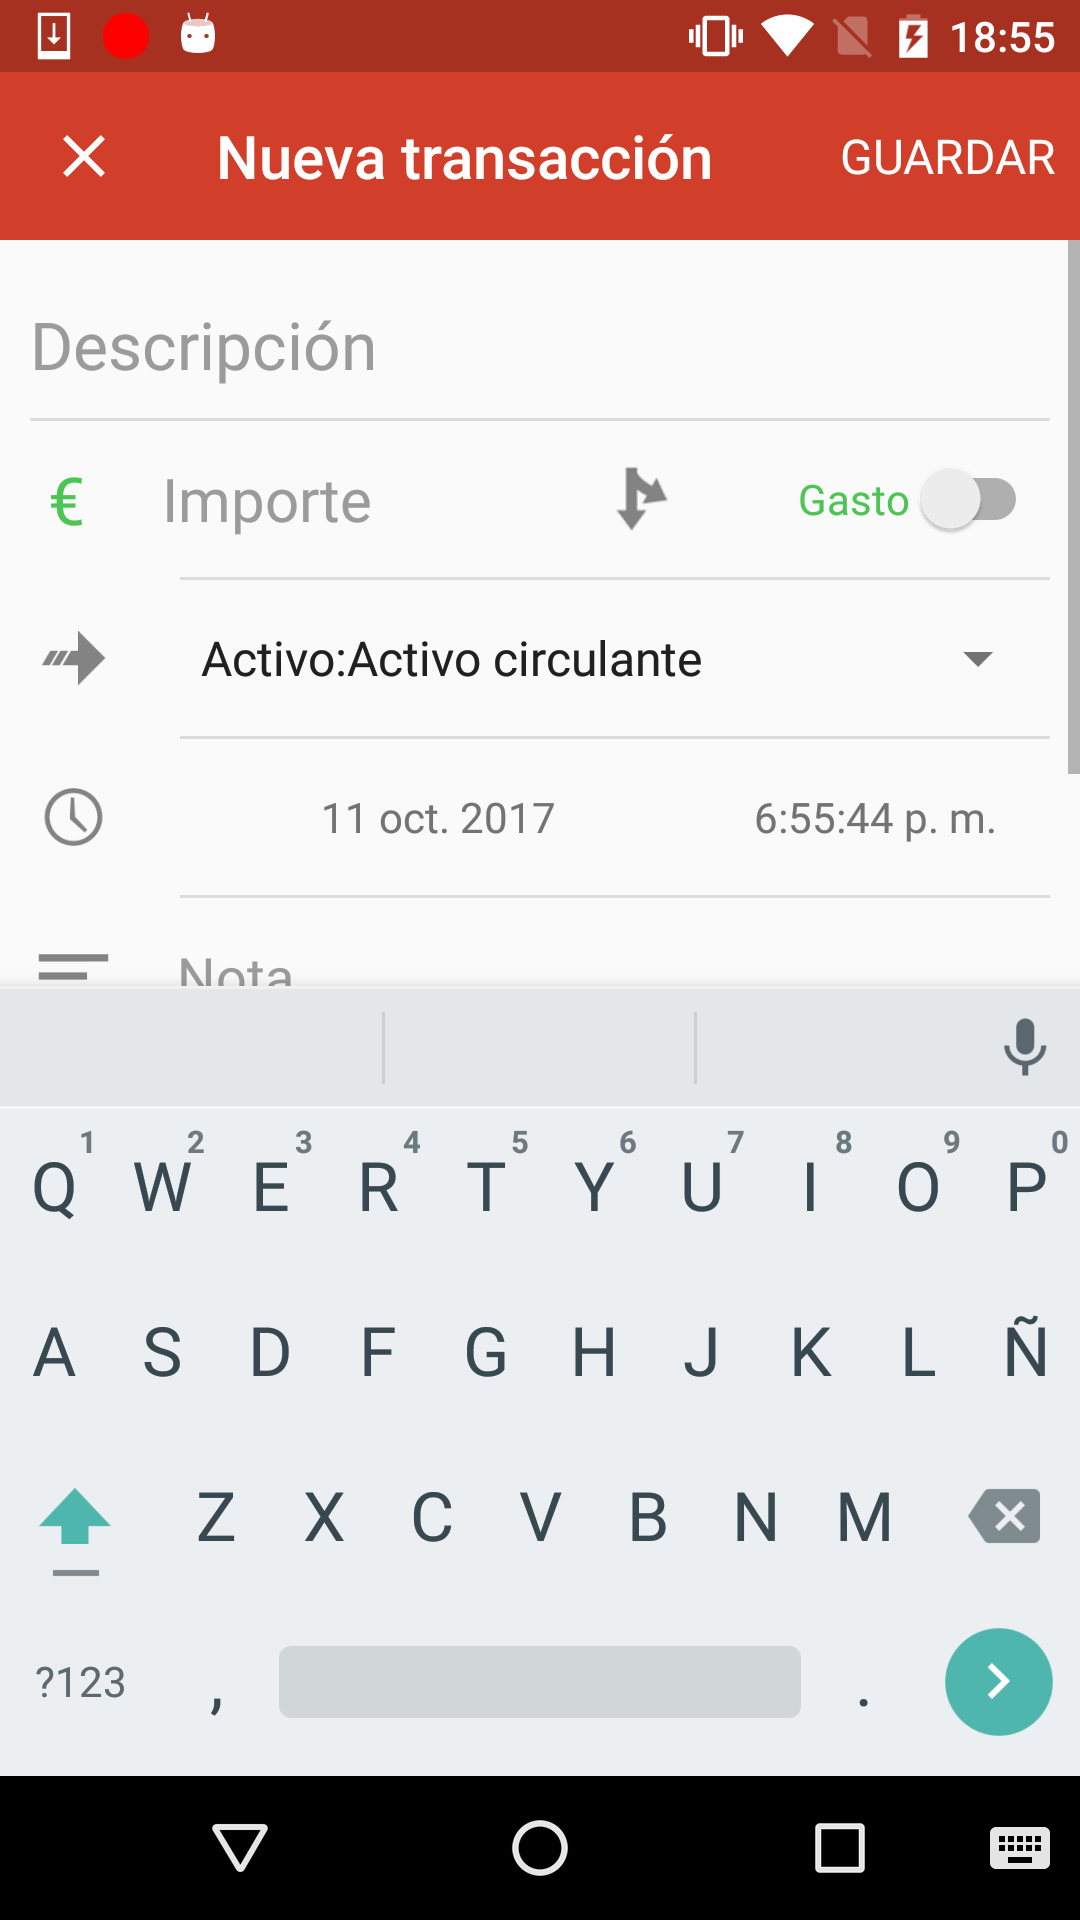 18:55
Nueva transacción GUARDAR
Descripción
€ Importe Gasto
Activo:Activo circulante
11 oct. 2017 6:55:44 p. m.
Nota
1 2 3 4 5 6 7 8 9 0
Q W E R T Y U I O P
A S D F G H J K L Ñ
Z X C V B N M
?123 , .